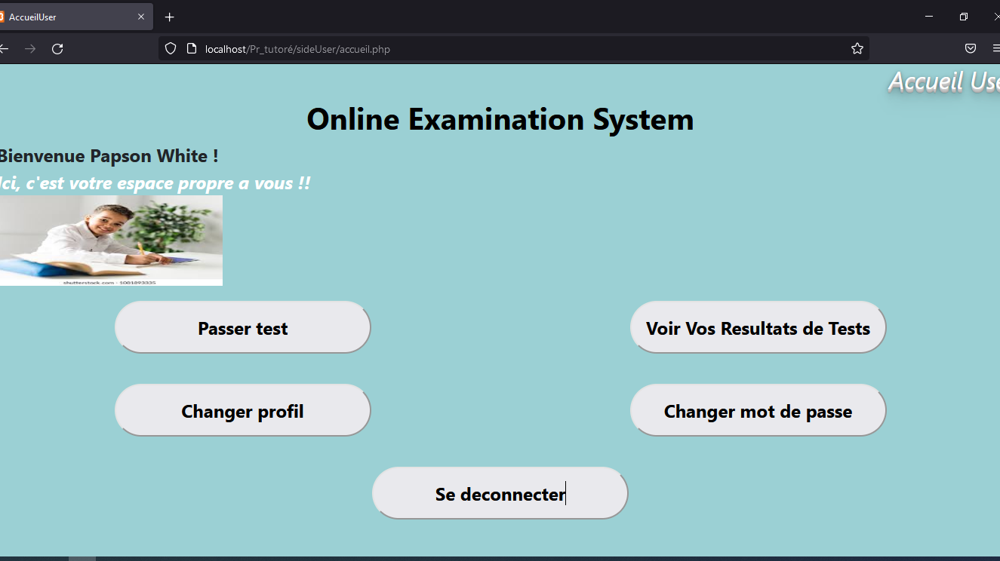 AccueilUser
localhost/Pr_tutoré/sideUser/accueil.php
Accueil Use
Online Examination System
Bienvenue Papson White !
Ici, c'est votre espace propre a vous !!
shutterstock.com · 1081893335
Passer test
Voir Vos Resultats de Tests
Changer profil
Changer mot de passe
Se deconnecter